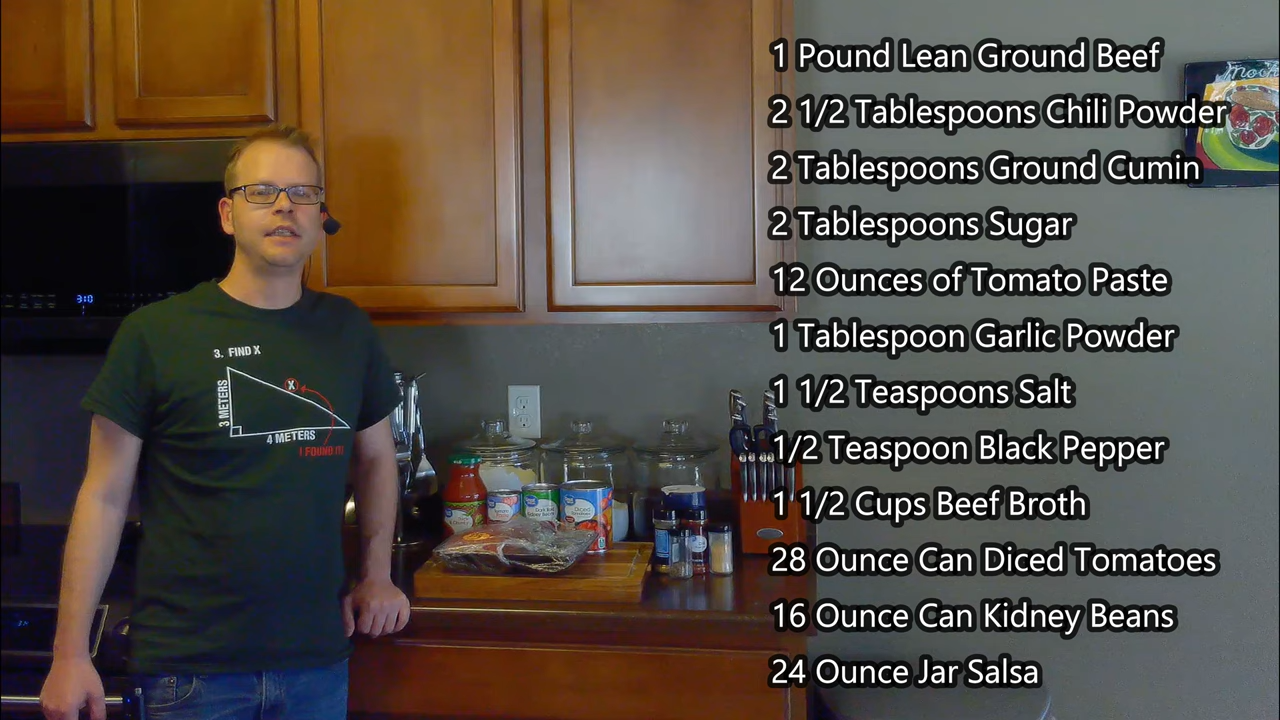 1 Pound Lean Ground Beef
2 1/2 Tablespoons Chili Powder
2 Tablespoons Ground Cumin
2 Tablespoons Sugar
12 Ounces of Tomato Paste
1 Tablespoon Garlic Powder
1 1/2 Teaspoons Salt
1/2 Teaspoon Black Pepper
1 1/2 Cups Beef Broth
28 Ounce Can Diced Tomatoes
16 Ounce Can Kidney Beans
24 Ounce Jar Salsa
3:10
3. FIND X
X
3 METERS
4 METERS
I FOUND IT!
Diced